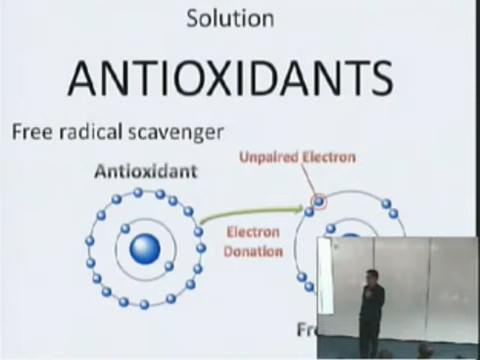 Solution
ANTIOXIDANTS
Free radical scavenger
Unpaired Electron
Antioxidant
Electron
Donation